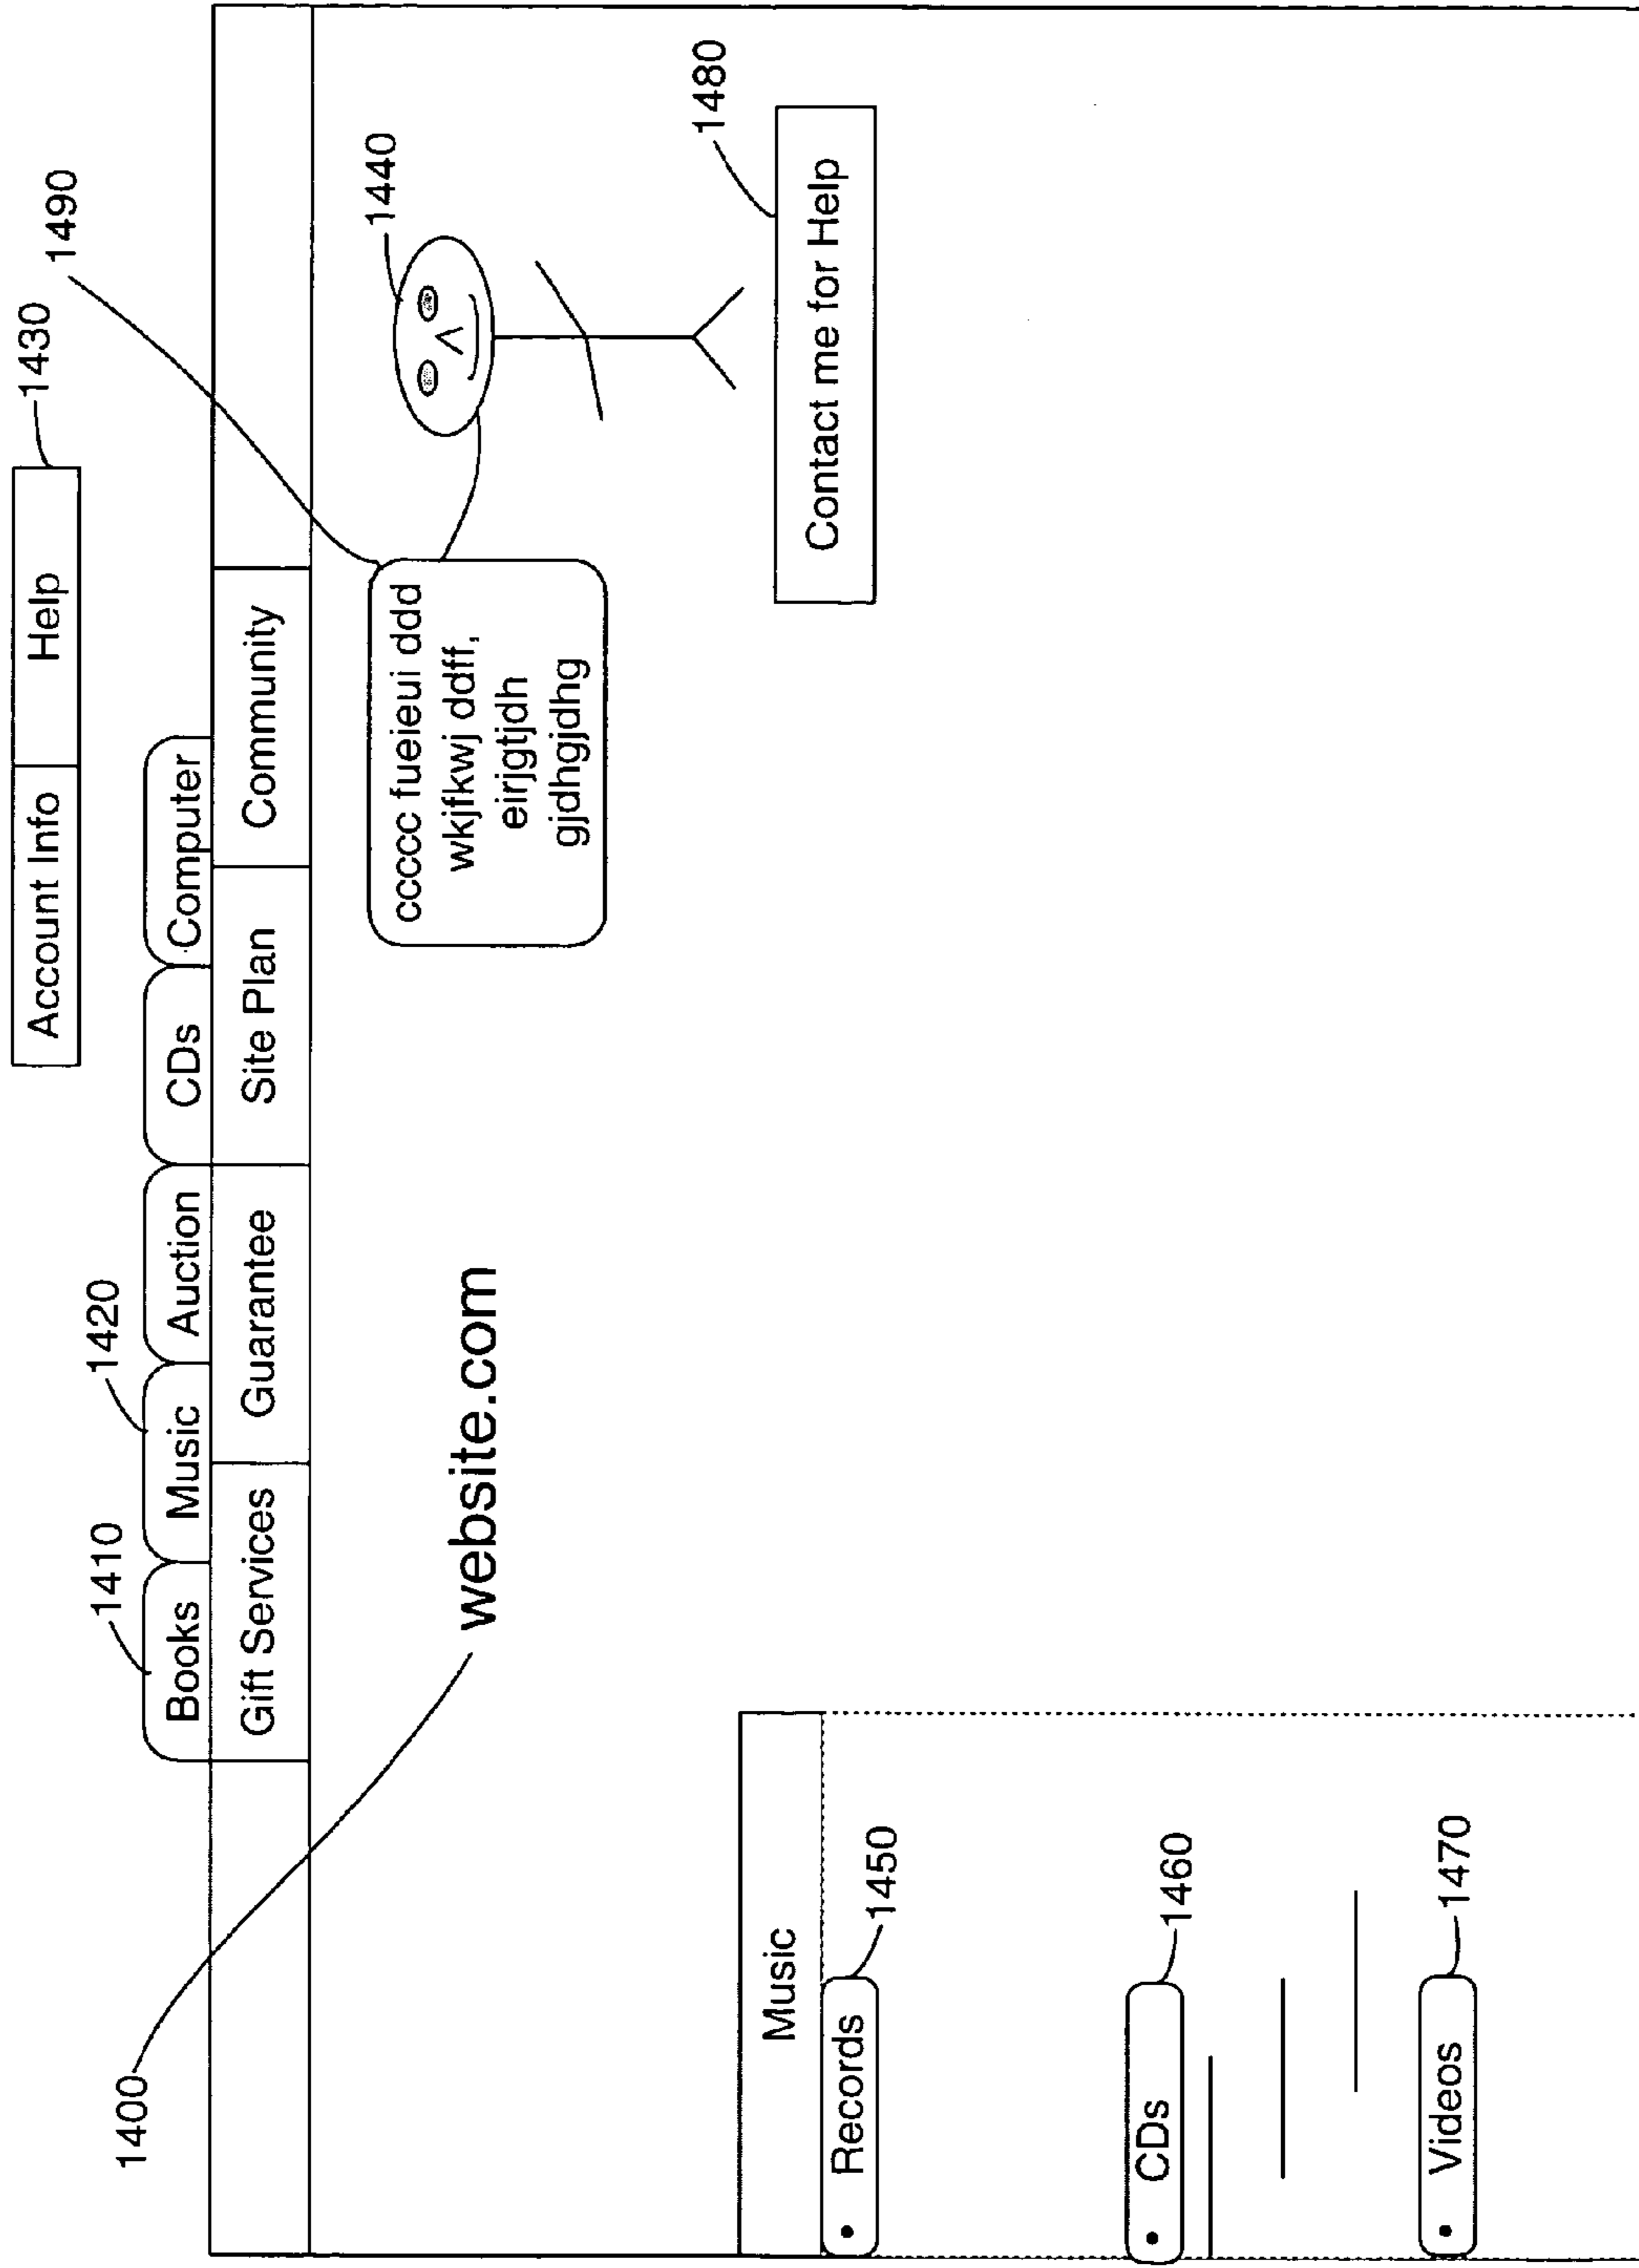 Account Info Help
1430
1490
1410
1420
1400
Books Music Auction CDs Computer
Gift Services Guarantee Site Plan Community
website.com
1440
ccccc fueieui ddd
wkjfkwj ddff,
eirjgtjdh
gjdhgjdhg
1480
Contact me for Help
Music
• Records
1450
• CDs
1460
• Videos
1470